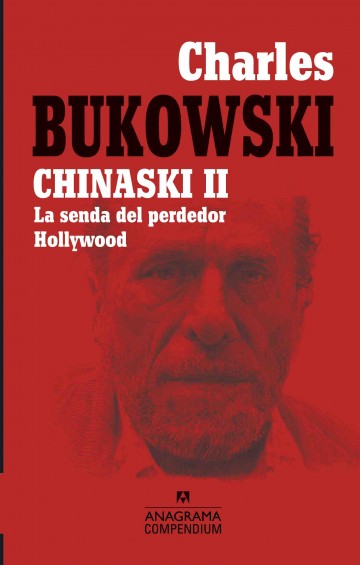 Charles
BUKOWSKI
CHINASKI II
La senda del perdedor
Hollywood
ANAGRAMA
COMPENDIUM